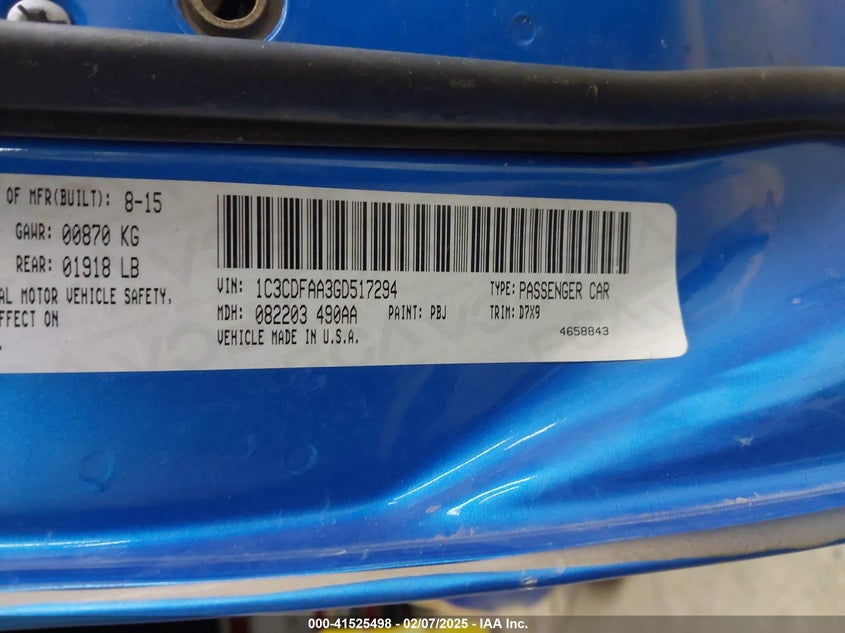 OF MFR(BUILT): 8-15
GAWR: 00870 KG
REAR: 01918 LB
AL MOTOR VEHICLE SAFETY,
FFECT ON
VIN: 1C3CDFAA3GD517294 TYPE: PASSENGER CAR
MDH: 082203 490AA PAINT: PBJ TRIM: D7X9
VEHICLE MADE IN U.S.A. 4658843
000-41525498 - 02/07/2025 - © IAA Inc.